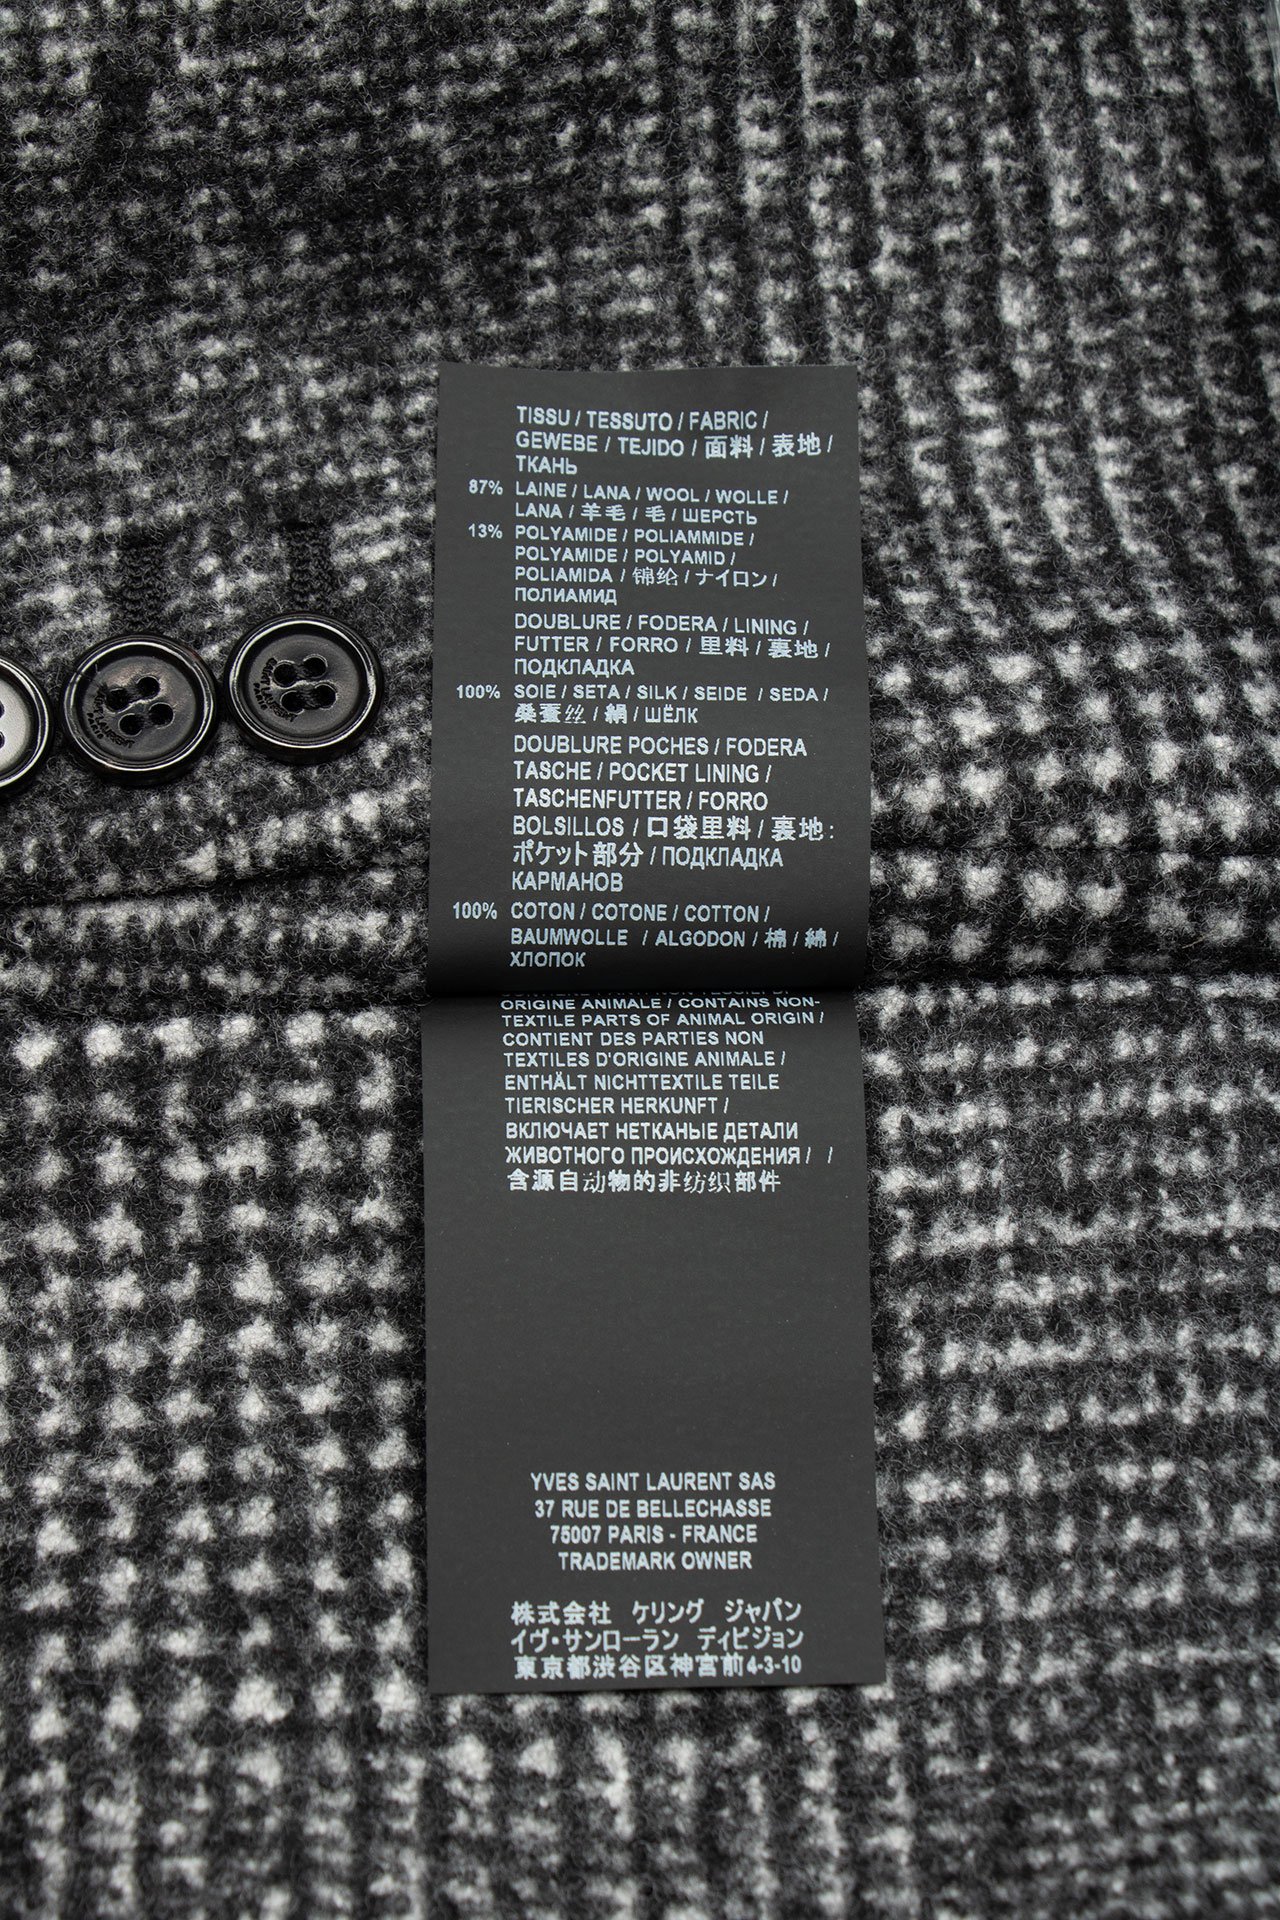 TISSU / TESSUTO / FABRIC /
GEWEBE / TEJIDO / 面料 / 表地 /
ТКАНЬ
87% LAINE / LANA / WOOL / WOLLE /
LANA / 羊毛 / 毛 / ШЕРСТЬ
13% POLYAMIDE / POLIAMMIDE /
POLYAMIDE / POLYAMID /
POLIAMIDA / 锦纶 / ナイロン /
ПОЛИАМИД
DOUBLURE / FODERA / LINING /
FUTTER / FORRO / 里料 / 裏地 /
ПОДКЛАДКА
100% SOIE / SETA / SILK / SEIDE / SEDA /
桑蚕丝 / 絹 / ШЁЛК
DOUBLURE POCHES / FODERA
TASCHE / POCKET LINING /
TASCHENFUTTER / FORRO
BOLSILLOS / 口袋里料 / 裏地:
ポケット部分 / ПОДКЛАДКА
КАРМАНОВ
100% COTON / COTONE / COTTON /
BAUMWOLLE / ALGODON / 棉 / 綿 /
ХЛОПОК
ORIGINE ANIMALE / CONTAINS NON-
TEXTILE PARTS OF ANIMAL ORIGIN /
CONTIENT DES PARTIES NON
TEXTILES D'ORIGINE ANIMALE /
ENTHÄLT NICHTTEXTILE TEILE
TIERISCHER HERKUNFT /
ВКЛЮЧАЕТ НЕТКАНЫЕ ДЕТАЛИ
ЖИВОТНОГО ПРОИСХОЖДЕНИЯ / /
含源自动物的非纺织部件
YVES SAINT LAURENT SAS
37 RUE DE BELLECHASSE
75007 PARIS - FRANCE
TRADEMARK OWNER
株式会社 ケリング ジャパン
イヴ・サンローラン ディビジョン
東京都渋谷区神宮前4-3-10